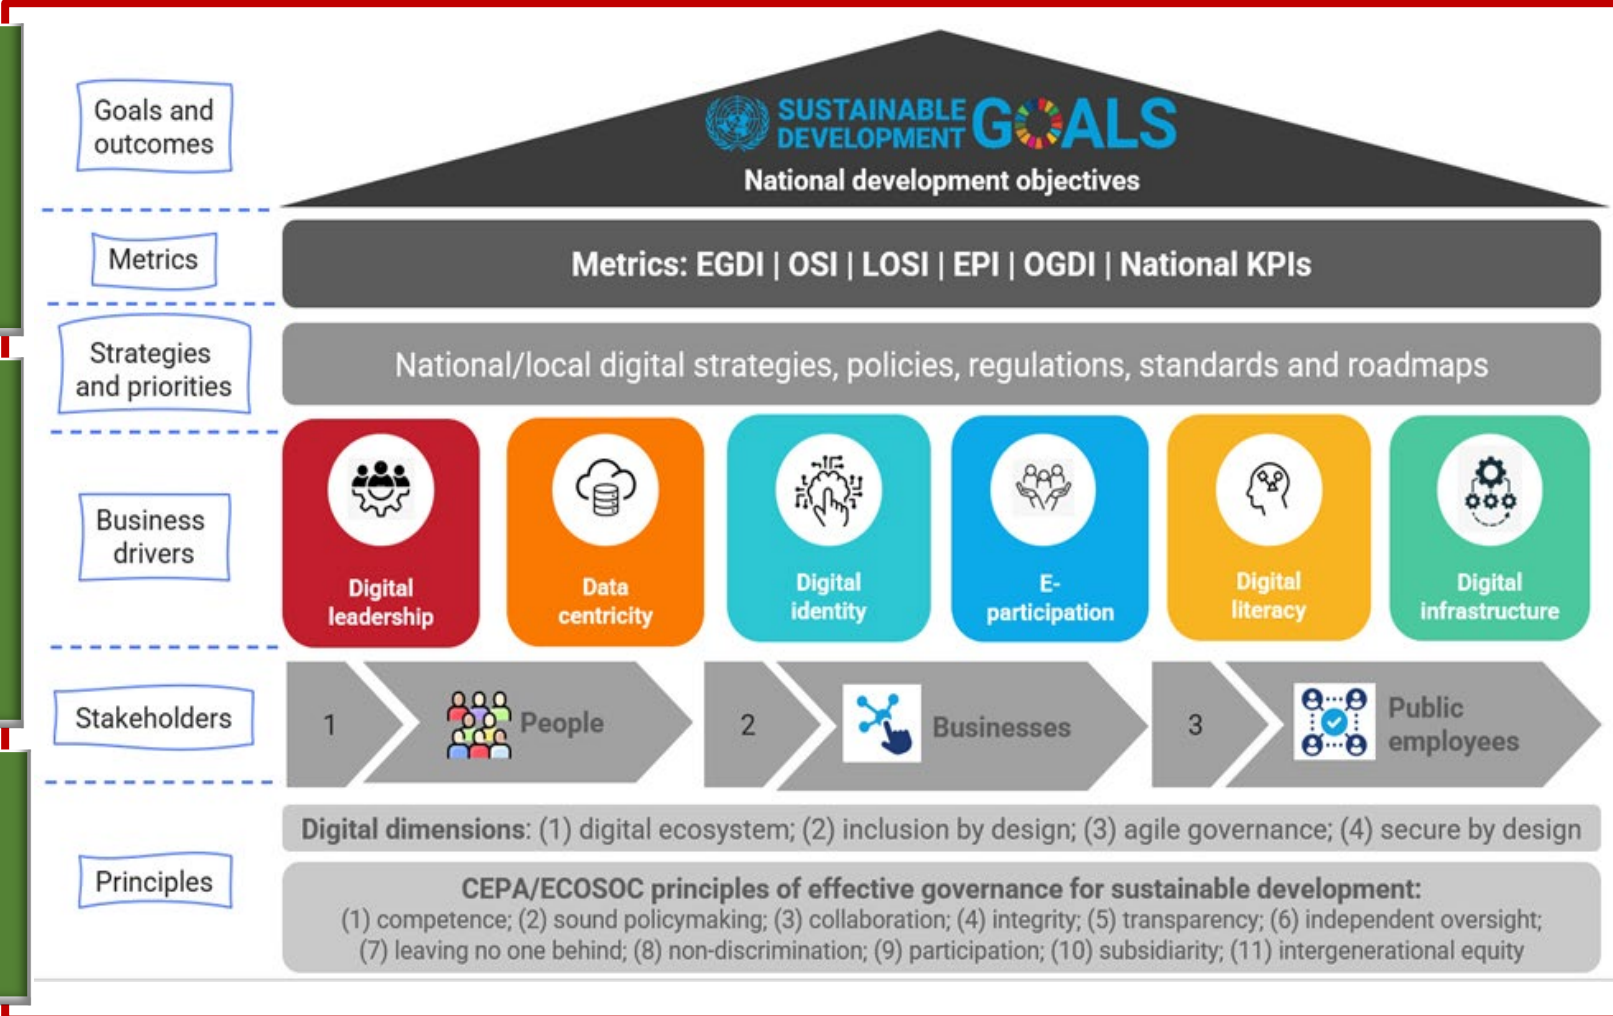 Goals and
outcomes
SUSTAINABLE
DEVELOPMENT
GOALS
National development objectives
Metrics
Metrics: EGDI | OSI | LOSI | EPI | OGDI | National KPIs
Strategies
and priorities
National/local digital strategies, policies, regulations, standards and roadmaps
Business
drivers
Digital
leadership
Data
centricity
Digital
identity
E-
participation
Digital
literacy
Digital
infrastructure
Stakeholders
1
People
2
Businesses
3
Public
employees
Principles
Digital dimensions: (1) digital ecosystem; (2) inclusion by design; (3) agile governance; (4) secure by design
CEPA/ECOSOC principles of effective governance for sustainable development:
(1) competence; (2) sound policymaking; (3) collaboration; (4) integrity; (5) transparency; (6) independent oversight;
(7) leaving no one behind; (8) non-discrimination; (9) participation; (10) subsidiarity; (11) intergenerational equity